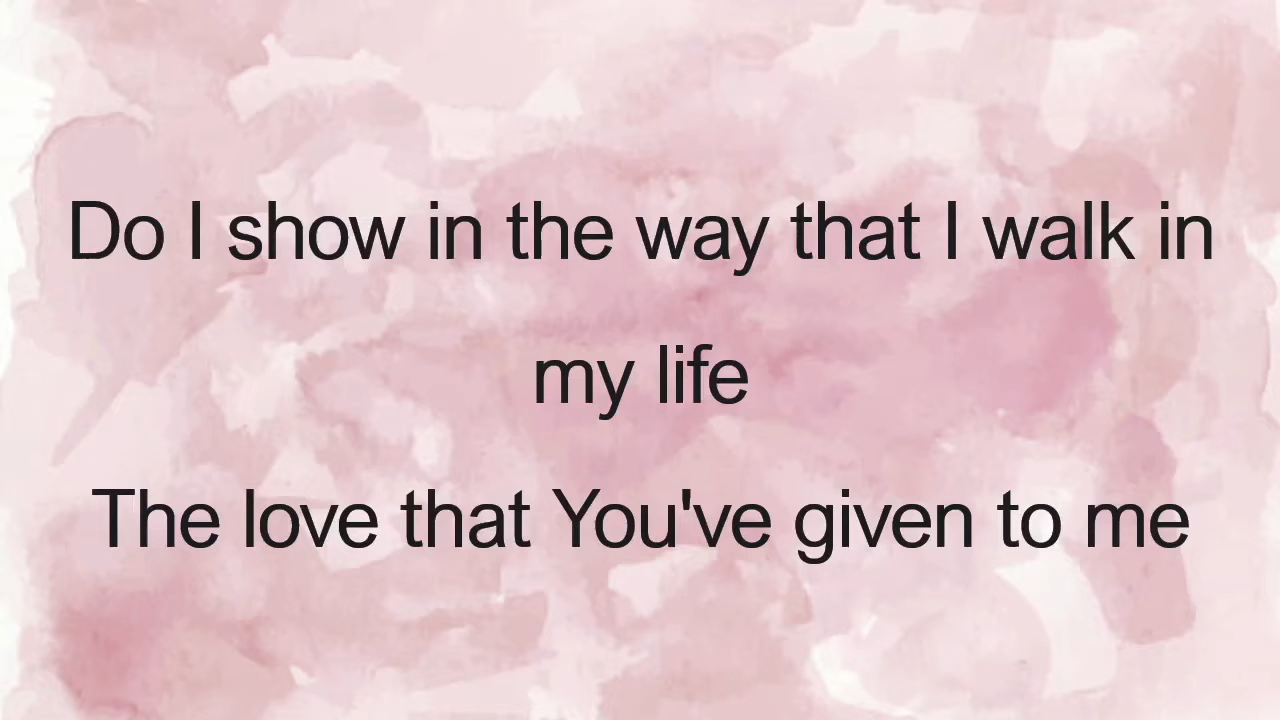 Do I show in the way that I walk in
my life
The love that You've given to me